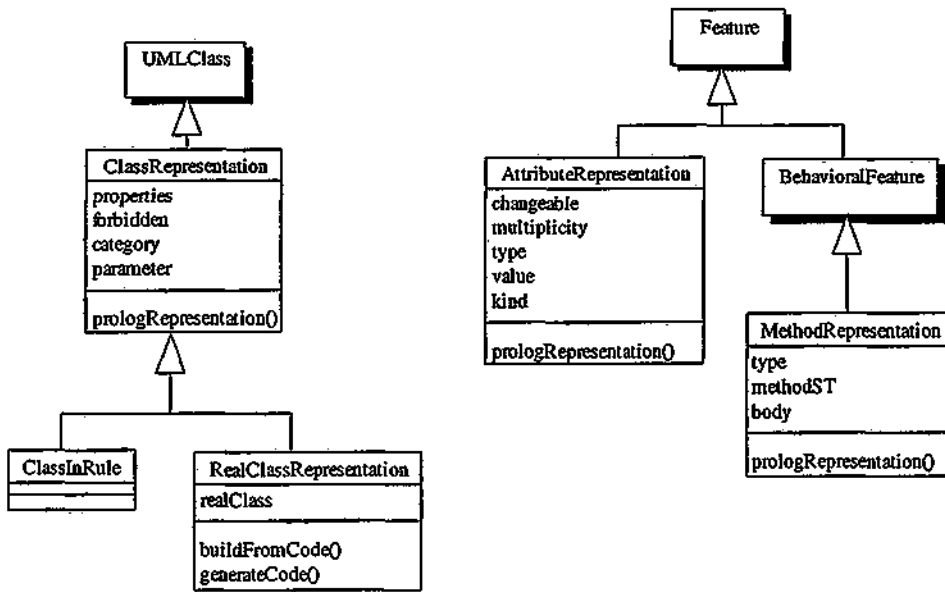 UMLClass
ClassRepresentation
properties
forbidden
category
parameter
prologRepresentation()
ClassInRule
RealClassRepresentation
realClass
buildFromCode()
generateCode()
Feature
AttributeRepresentation
changeable
multiplicity
type
value
kind
prologRepresentation()
BehavioralFeature
MethodRepresentation
type
methodST
body
prologRepresentation()